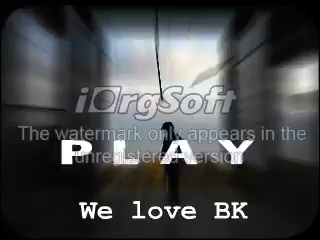 iOrgSoft
The watermark only appears in the
PLAY
unregistered version
We love BK